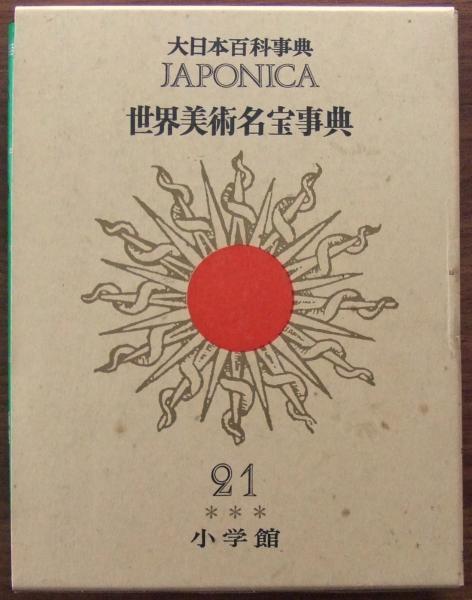 大日本百科事典
JAPONICA
世界美術名宝事典
21
***
小学館